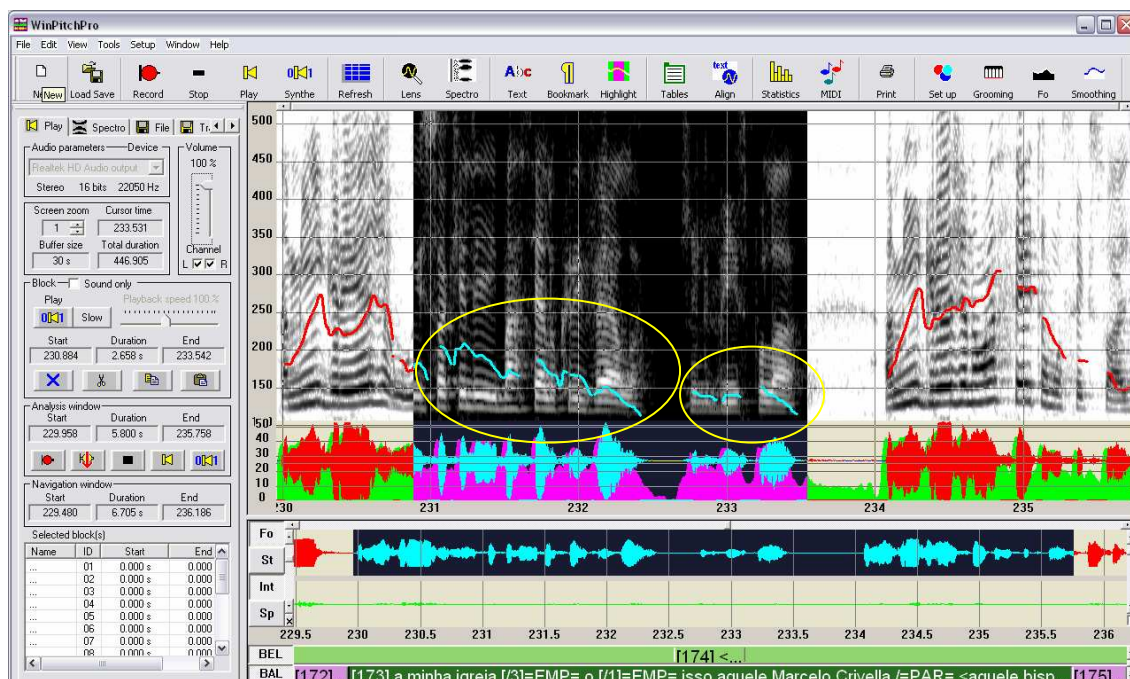 WinPitchPro
File Edit View Tools Setup Window Help
New Load Save Record Stop Play Synthe Refresh Lens Spectro Text Bookmark Highlight Tables Align Statistics MIDI Print Set up Grooming Fo Smoothing
Play Spectro File Tr
Audio parameters Device Volume
Realtek HD Audio output 100 %
Stereo 16 bits 22050 Hz
Screen zoom Cursor time
1 233.531
Buffer size Total duration
30 s 446.905
Channel
L R
Block Sound only
Play Playback speed 100 %
Slow
Start Duration End
230.884 2.658 s 233.542
Analysis window
Start Duration End
229.958 5.800 s 235.758
Navigation window
Start Duration End
229.480 6.705 s 236.186
Selected block(s)
Name ID Start End
... 01 0.000 s 0.000
... 02 0.000 s 0.000
... 03 0.000 s 0.000
... 04 0.000 s 0.000
... 05 0.000 s 0.000
... 06 0.000 s 0.000
... 07 0.000 s 0.000
... 08 0.000 s 0.000
500
450
400
350
300
250
200
150
40
30
20
10
0
231 232 233 234 235
Fo
St
Int
Sp
229.5 230 230.5 231 231.5 232 232.5 233 233.5 234 234.5 235 235.5 236
BEL [174] <...
BAL [172] [173] a minha igreja [/3]=EMP= o [/1]=EMP= isso aquele Marcelo Crivella /=PAR= <aquele bisp [175]